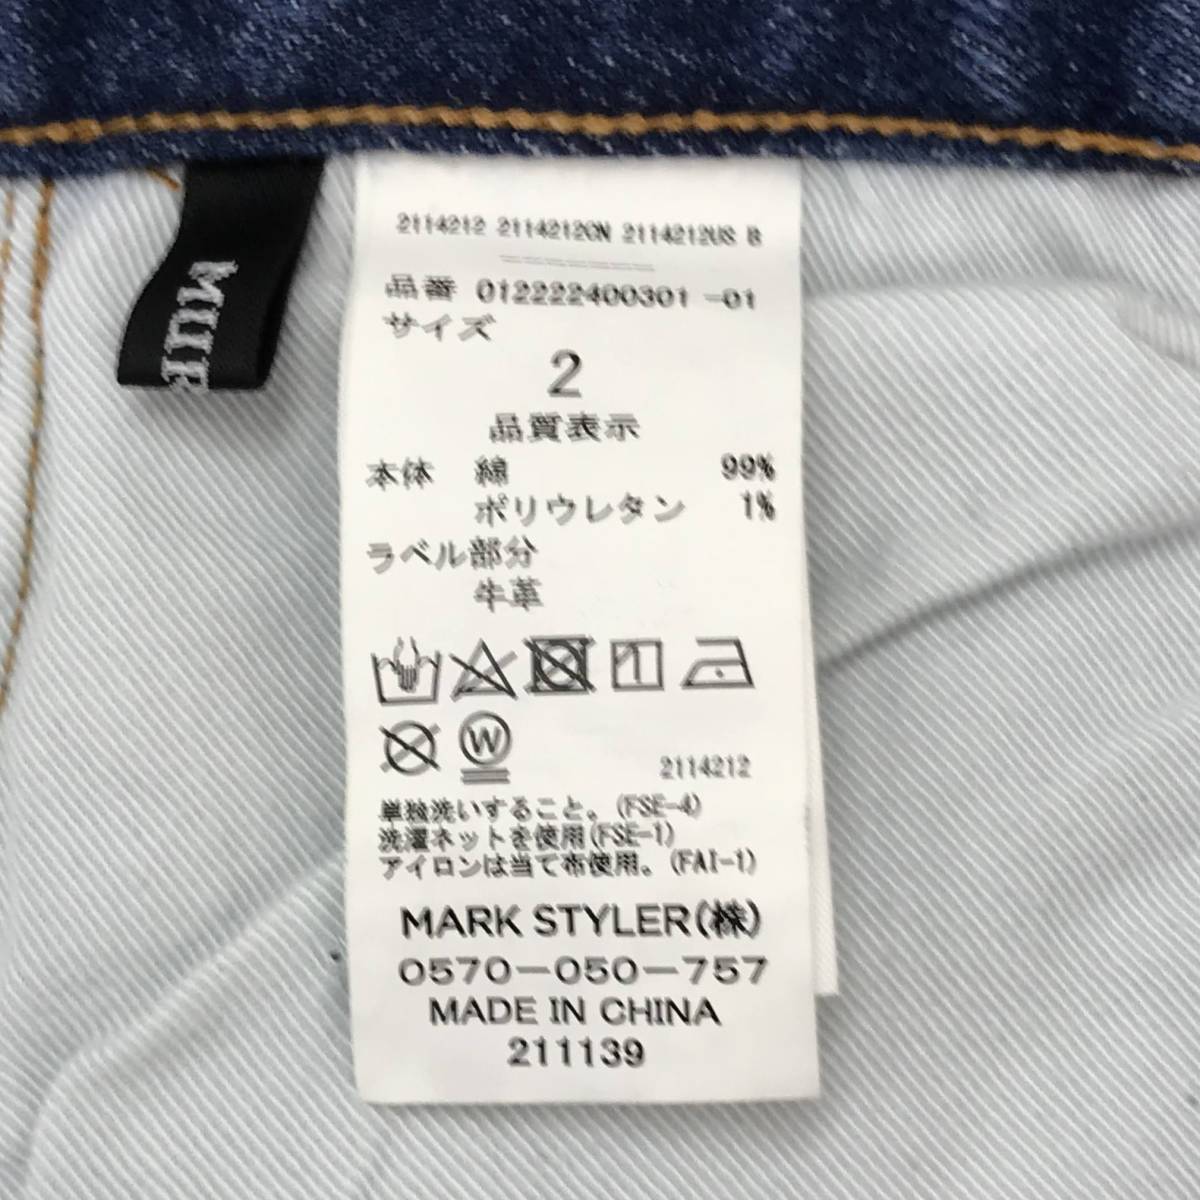 2114212 2114212CN 2114212US B
品番 012222400301 -01
サイズ
2
品質表示
本体 綿 99%
ポリウレタン 1%
ラベル部分
牛革
2114212
単独洗いすること。(FSE-4)
洗濯ネットを使用(FSE-1)
アイロンは当て布使用。(FAI-1)
MARK STYLER(株)
0570-050-757
MADE IN CHINA
211139
W